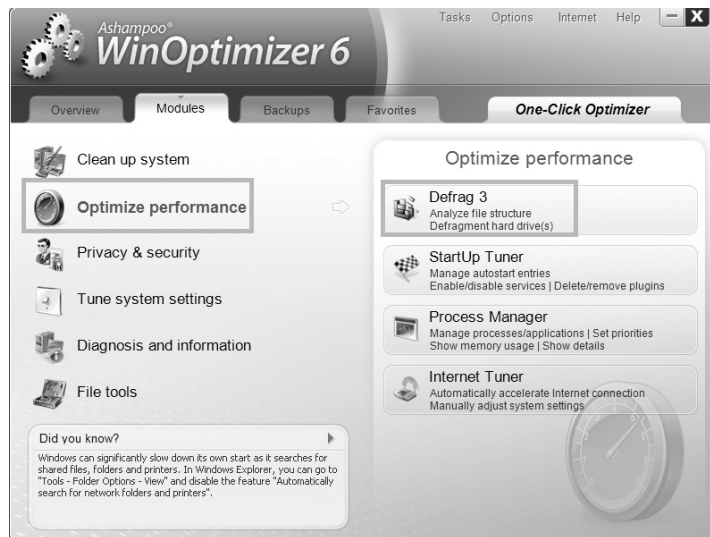 Ashampoo®
WinOptimizer 6
Tasks Options Internet Help
Overview Modules Backups Favorites One-Click Optimizer
Clean up system
Optimize performance
Privacy & security
Tune system settings
Diagnosis and information
File tools
Did you know?
Windows can significantly slow down its own start as it searches for
shared files, folders and printers. In Windows Explorer, you can go to
"Tools - Folder Options - View" and disable the feature "Automatically
search for network folders and printers".
Optimize performance
Defrag 3
Analyze file structure
Defragment hard drive(s)
StartUp Tuner
Manage autostart entries
Enable/disable services | Delete/remove plugins
Process Manager
Manage processes/applications | Set priorities
Show memory usage | Show details
Internet Tuner
Automatically accelerate Internet connection
Manually adjust system settings